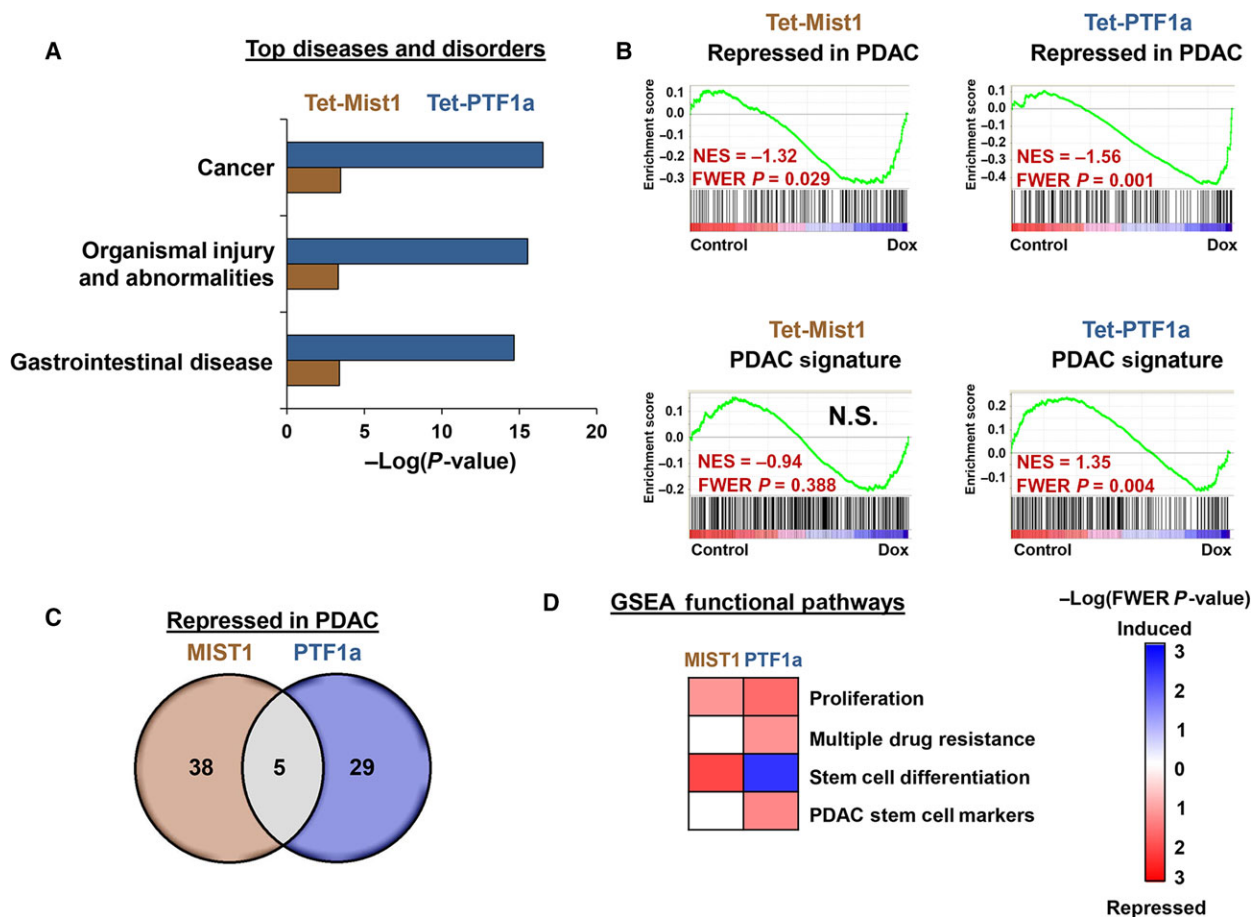 A
Top diseases and disorders
Tet-Mist1 Tet-PTF1a
Cancer
Organismal injury
and abnormalities
Gastrointestinal disease
0 5 10 15 20
–Log(P-value)
B
Tet-Mist1
Repressed in PDAC
Enrichment score
0.1
0.0
–0.1
–0.2
–0.3
NES = –1.32
FWER P = 0.029
Control Dox
Tet-PTF1a
Repressed in PDAC
Enrichment score
0.1
0.0
–0.1
–0.2
–0.3
–0.4
NES = –1.56
FWER P = 0.001
Control Dox
Tet-Mist1
PDAC signature
Enrichment score
0.1
0.0
–0.1
–0.2
N.S.
NES = –0.94
FWER P = 0.388
Control Dox
Tet-PTF1a
PDAC signature
Enrichment score
0.2
0.1
0.0
–0.1
NES = 1.35
FWER P = 0.004
Control Dox
C
Repressed in PDAC
MIST1 PTF1a
38 5 29
D
GSEA functional pathways
MIST1 PTF1a
Proliferation
Multiple drug resistance
Stem cell differentiation
PDAC stem cell markers
–Log(FWER P-value)
Induced
3
2
1
0
1
2
3
Repressed